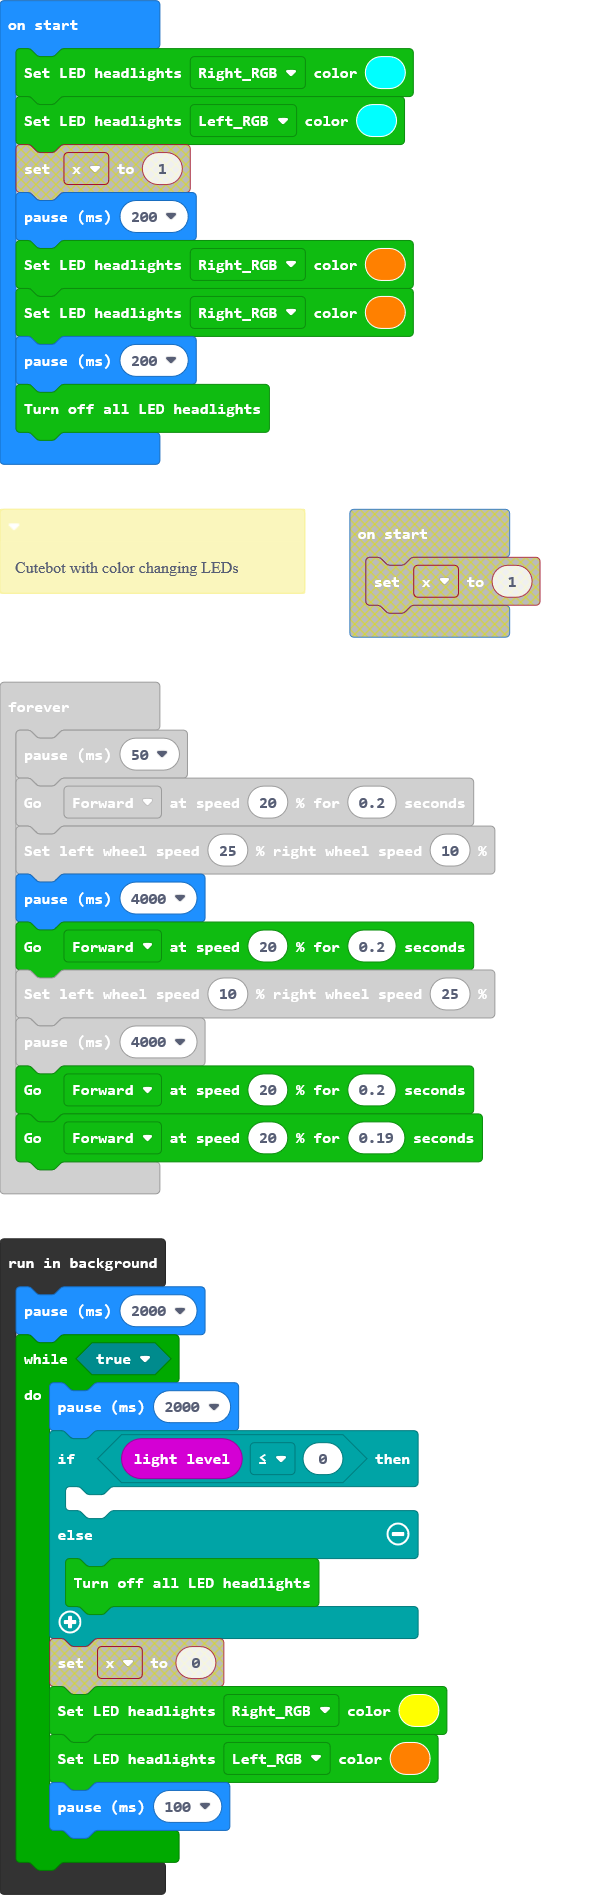 on start
Set LED headlights Right_RGB color
Set LED headlights Left_RGB color
set x to 1
pause (ms) 200
Set LED headlights Right_RGB color
Set LED headlights Right_RGB color
pause (ms) 200
Turn off all LED headlights
Cutebot with color changing LEDs
on start
set x to 1
forever
pause (ms) 50
Go Forward at speed 20 % for 0.2 seconds
Set left wheel speed 25 % right wheel speed 10 %
pause (ms) 4000
Go Forward at speed 20 % for 0.2 seconds
Set left wheel speed 10 % right wheel speed 25 %
pause (ms) 4000
Go Forward at speed 20 % for 0.2 seconds
Go Forward at speed 20 % for 0.19 seconds
run in background
pause (ms) 2000
while true
do pause (ms) 2000
if light level ≤ 0 then
else
Turn off all LED headlights
set x to 0
Set LED headlights Right_RGB color
Set LED headlights Left_RGB color
pause (ms) 100